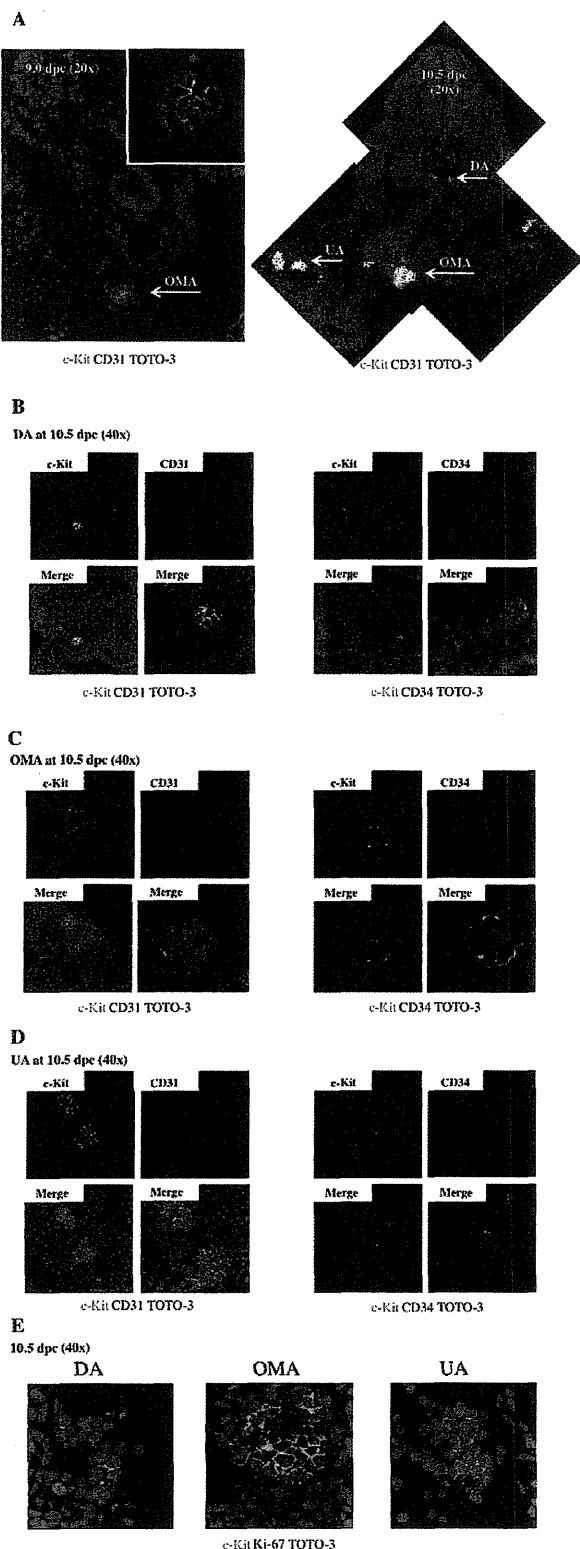 A
9.0 dpc (20x)
OMA
10.5 dpc
(20x)
DA
UA
OMA
c-Kit CD31 TOTO-3
c-Kit CD31 TOTO-3
B
DA at 10.5 dpc (40x)
c-Kit
CD31
c-Kit
CD34
Merge
Merge
Merge
Merge
c-Kit CD31 TOTO-3
c-Kit CD34 TOTO-3
C
OMA at 10.5 dpc (40x)
c-Kit
CD31
c-Kit
CD34
Merge
Merge
Merge
Merge
c-Kit CD31 TOTO-3
c-Kit CD34 TOTO-3
D
UA at 10.5 dpc (40x)
c-Kit
CD31
c-Kit
CD34
Merge
Merge
Merge
Merge
c-Kit CD31 TOTO-3
c-Kit CD34 TOTO-3
E
10.5 dpc (40x)
DA
OMA
UA
c-Kit Ki-67 TOTO-3